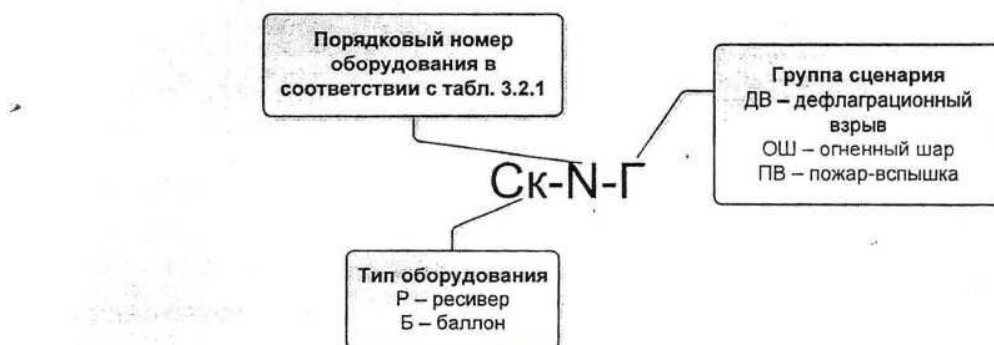 Порядковый номер
оборудования в
соответствии с табл. 3.2.1
Группа сценария
ДВ – дефлаграционный
взрыв
ОШ – огненный шар
ПВ – пожар-вспышка
Ск-N-Г
Тип оборудования
Р – ресивер
Б – баллон